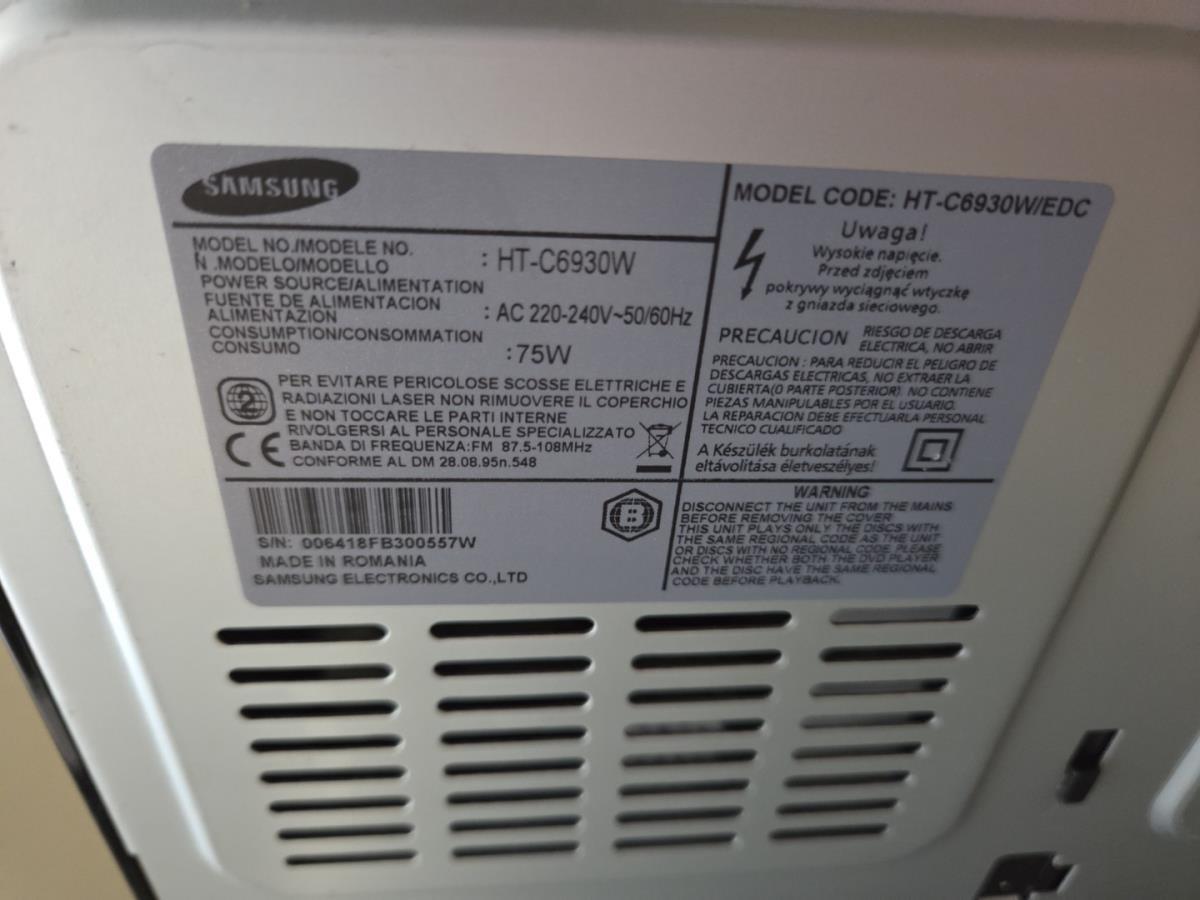 SAMSUNG
MODEL NO./MODELE NO.
N .MODELO/MODELLO
: HT-C6930W
POWER SOURCE/ALIMENTATION
FUENTE DE ALIMENTACION
ALIMENTAZION
: AC 220-240V~50/60Hz
CONSUMPTION/CONSOMMATION
CONSUMO
:75W
2
PER EVITARE PERICOLOSE SCOSSE ELETTRICHE E
RADIAZIONI LASER NON RIMUOVERE IL COPERCHIO
E NON TOCCARE LE PARTI INTERNE
RIVOLGERSI AL PERSONALE SPECIALIZZATO
BANDA DI FREQUENZA:FM 87.5-108MHz
CONFORME AL DM 28.08.95n.548
CE
S/N: 006418FB300557W
MADE IN ROMANIA
SAMSUNG ELECTRONICS CO.,LTD
B
MODEL CODE: HT-C6930W/EDC
Uwaga!
Wysokie napięcie.
Przed zdjęciem
pokrywy wyciągnąć wtyczkę
z gniazda sieciowego.
PRECAUCION
RIESGO DE DESCARGA
ELECTRICA, NO ABRIR
PRECAUCION : PARA REDUCIR EL PELIGRO DE
DESCARGAS ELECTRICAS, NO EXTRAER LA
CUBIERTA(O PARTE POSTERIOR). NO CONTIENE
PIEZAS MANIPULABLES POR EL USUARIO.
LA REPARACION DEBE EFECTUARLA PERSONAL
TECNICO CUALIFICADO
A Készülék burkolatának
eltávolitása életveszélyes!
WARNING
DISCONNECT THE UNIT FROM THE MAINS
BEFORE REMOVING THE COVER
THIS UNIT PLAYS ONLY THE DISCS WITH
THE SAME REGIONAL CODE AS THE UNIT
OR DISCS WITH NO REGIONAL CODE. PLEASE
CHECK WHETHER BOTH THE DVD PLAYER
AND THE DISC HAVE THE SAME REGIONAL
CODE BEFORE PLAYBACK.